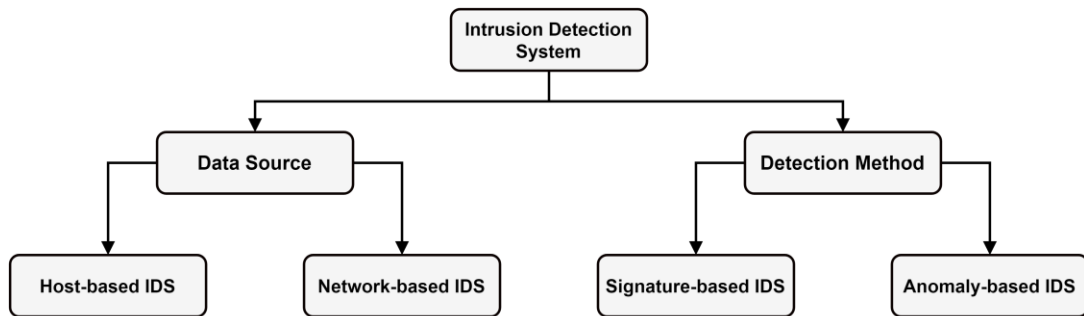 Intrusion Detection
System
Data Source
Detection Method
Host-based IDS
Network-based IDS
Signature-based IDS
Anomaly-based IDS